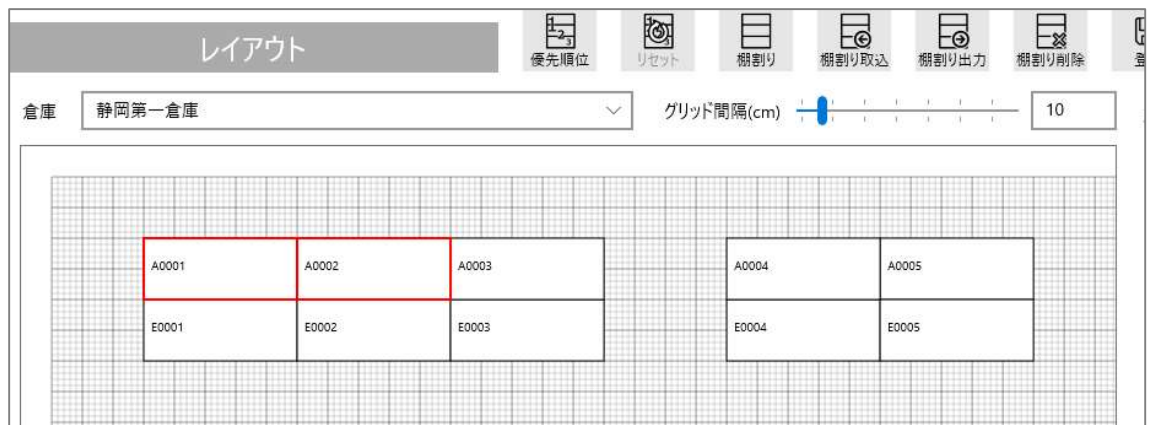 レイアウト
優先順位 リセット 棚割り 棚割り取込 棚割り出力 棚割り削除
倉庫 静岡第一倉庫 グリッド間隔(cm) 10
A0001 A0002 A0003 A0004 A0005
E0001 E0002 E0003 E0004 E0005